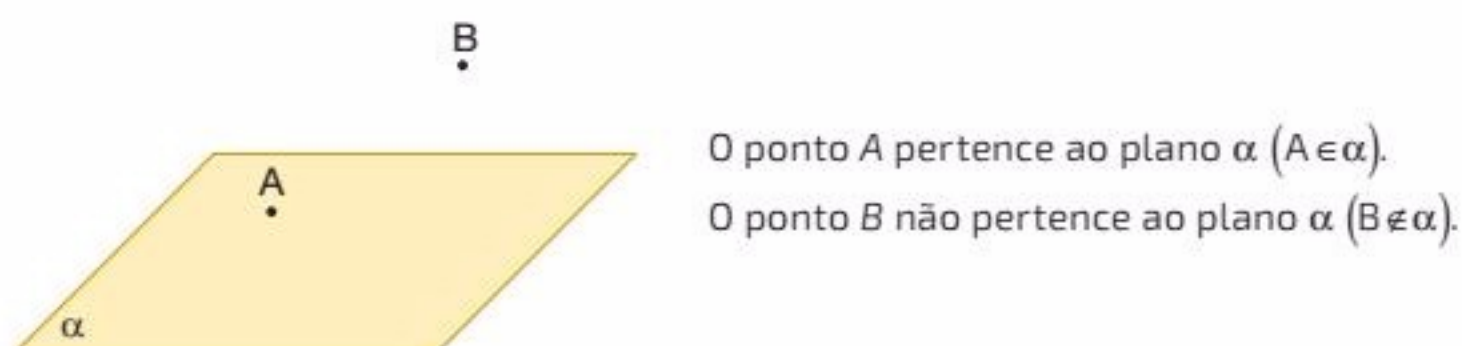 B
A
α
O ponto A pertence ao plano α (A∈α).
O ponto B não pertence ao plano α (B∉α).